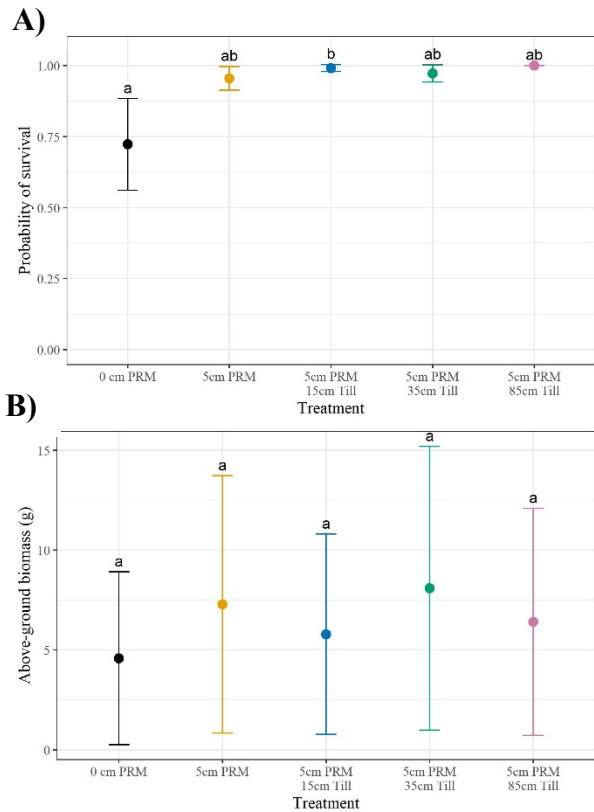 A)
a
ab
b
ab
ab
1.00
0.75
0.50
0.25
0.00
Probability of survival
0 cm PRM
5cm PRM
5cm PRM
15cm Till
5cm PRM
35cm Till
5cm PRM
85cm Till
Treatment
B)
a
a
a
a
a
15
10
5
0
Above-ground biomass (g)
0 cm PRM
5cm PRM
5cm PRM
15cm Till
5cm PRM
35cm Till
5cm PRM
85cm Till
Treatment